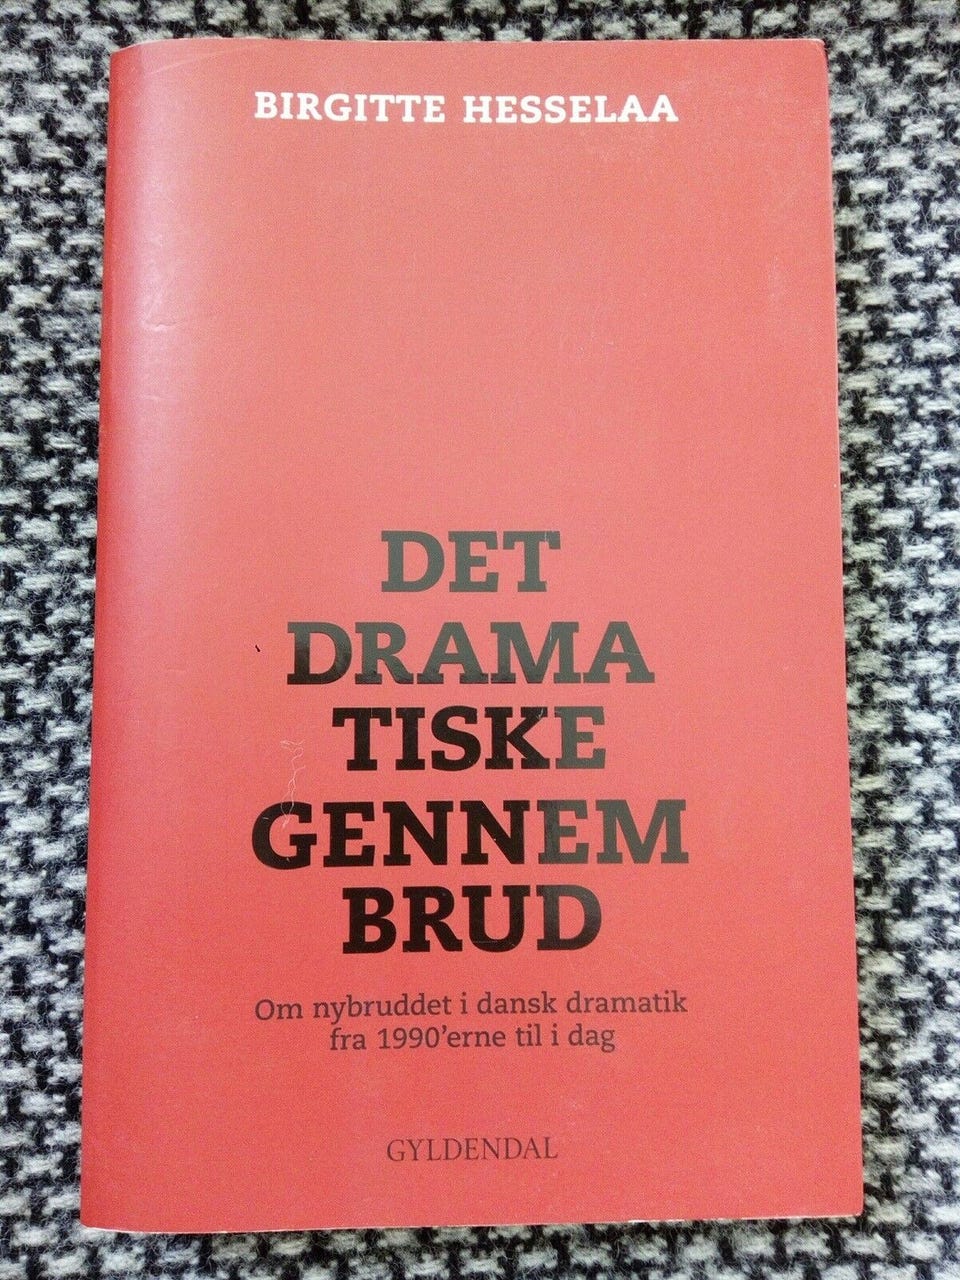 BIRGITTE HESSELAA
DET
DRAMA
TISKE
GENNEM
BRUD
Om nybruddet i dansk dramatik
fra 1990'erne til i dag
GYLDENDAL